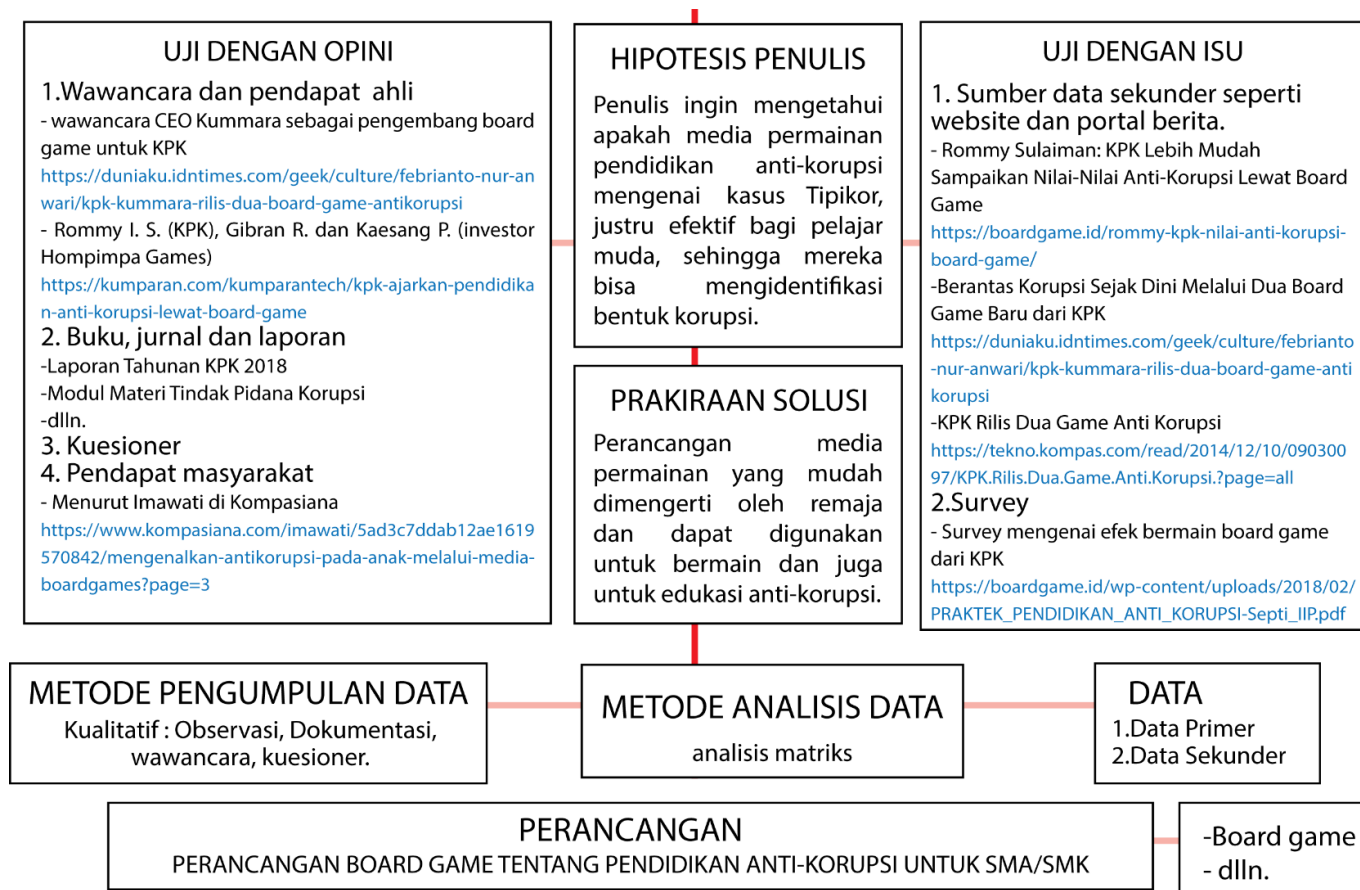 UJI DENGAN OPINI
1.Wawancara dan pendapat ahli
- wawancara CEO Kummara sebagai pengembang board
game untuk KPK
https://duniaku.idntimes.com/geek/culture/febrianto-nur-an
wari/kpk-kummara-rilis-dua-board-game-antikorupsi
- Rommy I. S. (KPK), Gibran R. dan Kaesang P. (investor
Hompimpa Games)
https://kumparan.com/kumparantech/kpk-ajarkan-pendidika
n-anti-korupsi-lewat-board-game
2. Buku, jurnal dan laporan
-Laporan Tahunan KPK 2018
-Modul Materi Tindak Pidana Korupsi
-dlln.
3. Kuesioner
4. Pendapat masyarakat
- Menurut Imawati di Kompasiana
https://www.kompasiana.com/imawati/5ad3c7ddab12ae1619
570842/mengenalkan-antikorupsi-pada-anak-melalui-media-
boardgames?page=3
HIPOTESIS PENULIS
Penulis ingin mengetahui
apakah media permainan
pendidikan anti-korupsi
mengenai kasus Tipikor,
justru efektif bagi pelajar
muda, sehingga mereka
bisa mengidentifikasi
bentuk korupsi.
PRAKIRAAN SOLUSI
Perancangan media
permainan yang mudah
dimengerti oleh remaja
dan dapat digunakan
untuk bermain dan juga
untuk edukasi anti-korupsi.
UJI DENGAN ISU
1. Sumber data sekunder seperti
website dan portal berita.
- Rommy Sulaiman: KPK Lebih Mudah
Sampaikan Nilai-Nilai Anti-Korupsi Lewat Board
Game
https://boardgame.id/rommy-kpk-nilai-anti-korupsi-
board-game/
-Berantas Korupsi Sejak Dini Melalui Dua Board
Game Baru dari KPK
https://duniaku.idntimes.com/geek/culture/febrianto
-nur-anwari/kpk-kummara-rilis-dua-board-game-anti
korupsi
-KPK Rilis Dua Game Anti Korupsi
https://tekno.kompas.com/read/2014/12/10/090300
97/KPK.Rilis.Dua.Game.Anti.Korupsi.?page=all
2.Survey
- Survey mengenai efek bermain board game
dari KPK
https://boardgame.id/wp-content/uploads/2018/02/
PRAKTEK_PENDIDIKAN_ANTI_KORUPSI-Septi_IIP.pdf
METODE PENGUMPULAN DATA
Kualitatif : Observasi, Dokumentasi,
wawancara, kuesioner.
METODE ANALISIS DATA
analisis matriks
DATA
1.Data Primer
2.Data Sekunder
PERANCANGAN
PERANCANGAN BOARD GAME TENTANG PENDIDIKAN ANTI-KORUPSI UNTUK SMA/SMK
-Board game
- dlln.